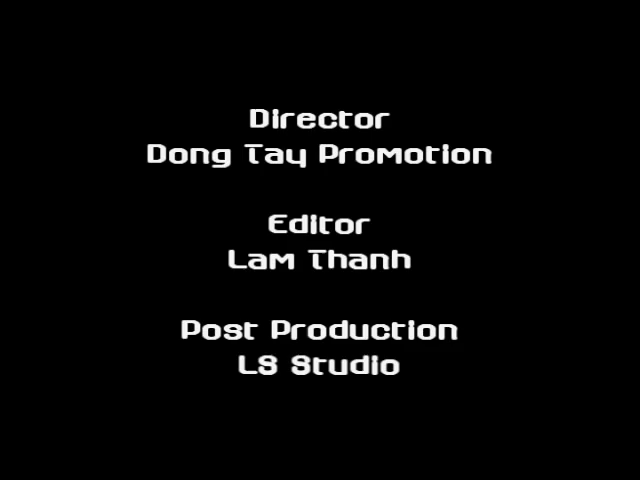 Director
Dong Tay Promotion
Editor
Lam Thanh
Post Production
LS Studio